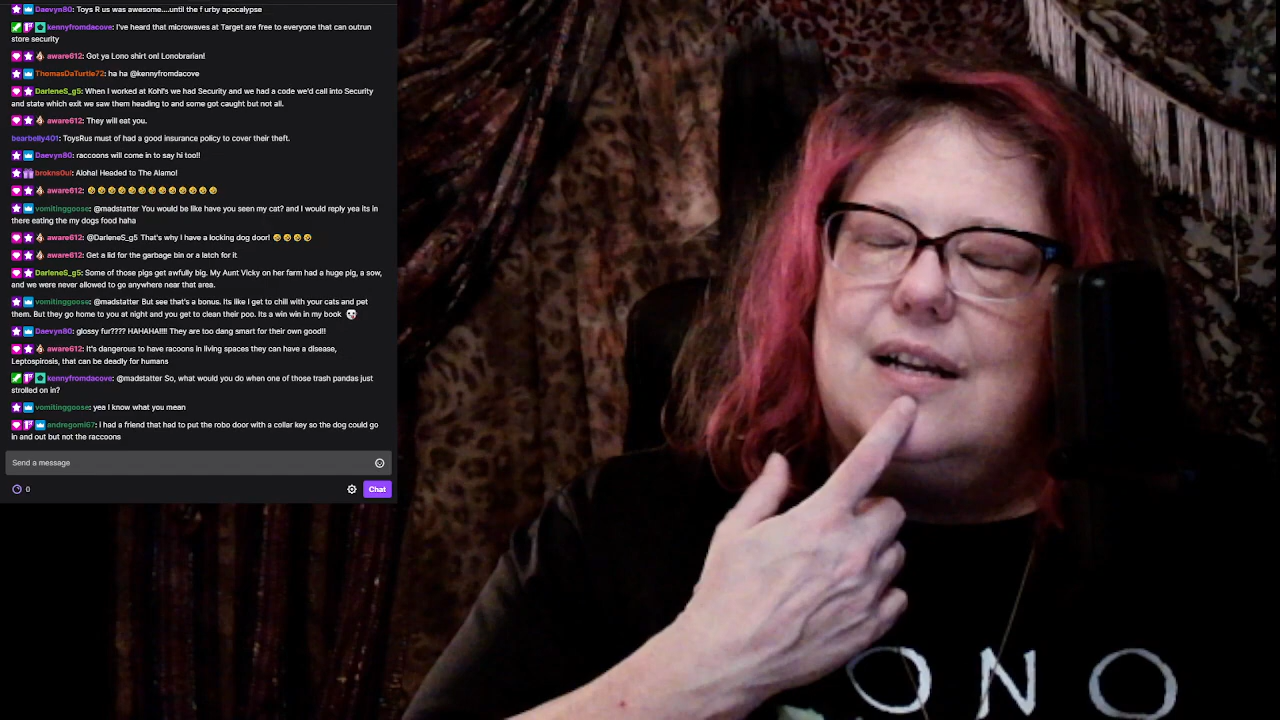 Daevyn80: Toys R us was awesome....until the f urby apocalypse
kennyfromdacove: I've heard that microwaves at Target are free to everyone that can outrun
store security
aware612: Got ya Lono shirt on! Lonobrarian!
ThomasDaTurtle72: ha ha @kennyfromdacove
DarleneS_g5: When I worked at Kohl's we had Security and we had a code we'd call into Security
and state which exit we saw them heading to and some got caught but not all.
aware612: They will eat you.
bearbelly401: ToysRus must of had a good insurance policy to cover their theft.
Daevyn80: raccoons will come in to say hi too!!
brokns0ul: Aloha! Headed to The Alamo!
aware612:
vomitinggoose: @madstatter You would be like have you seen my cat? and I would reply yea its in
there eating the my dogs food haha
aware612: @DarleneS_g5 That's why I have a locking dog door!
aware612: Get a lid for the garbage bin or a latch for it
DarleneS_g5: Some of those pigs get awfully big. My Aunt Vicky on her farm had a huge pig, a sow,
and we were never allowed to go anywhere near that area.
vomitinggoose: @madstatter But see that's a bonus. Its like I get to chill with your cats and pet
them. But they go home to you at night and you get to clean their poo. Its a win win in my book
Daevyn80: glossy fur???? HAHAHA!!!! They are too dang smart for their own good!!
aware612: It's dangerous to have racoons in living spaces they can have a disease,
Leptospirosis, that can be deadly for humans
kennyfromdacove: @madstatter So, what would you do when one of those trash pandas just
strolled on in?
vomitinggoose: yea I know what you mean
andregomi67: I had a friend that had to put the robo door with a collar key so the dog could go
in and out but not the raccoons
Send a message
0
Chat
ONO